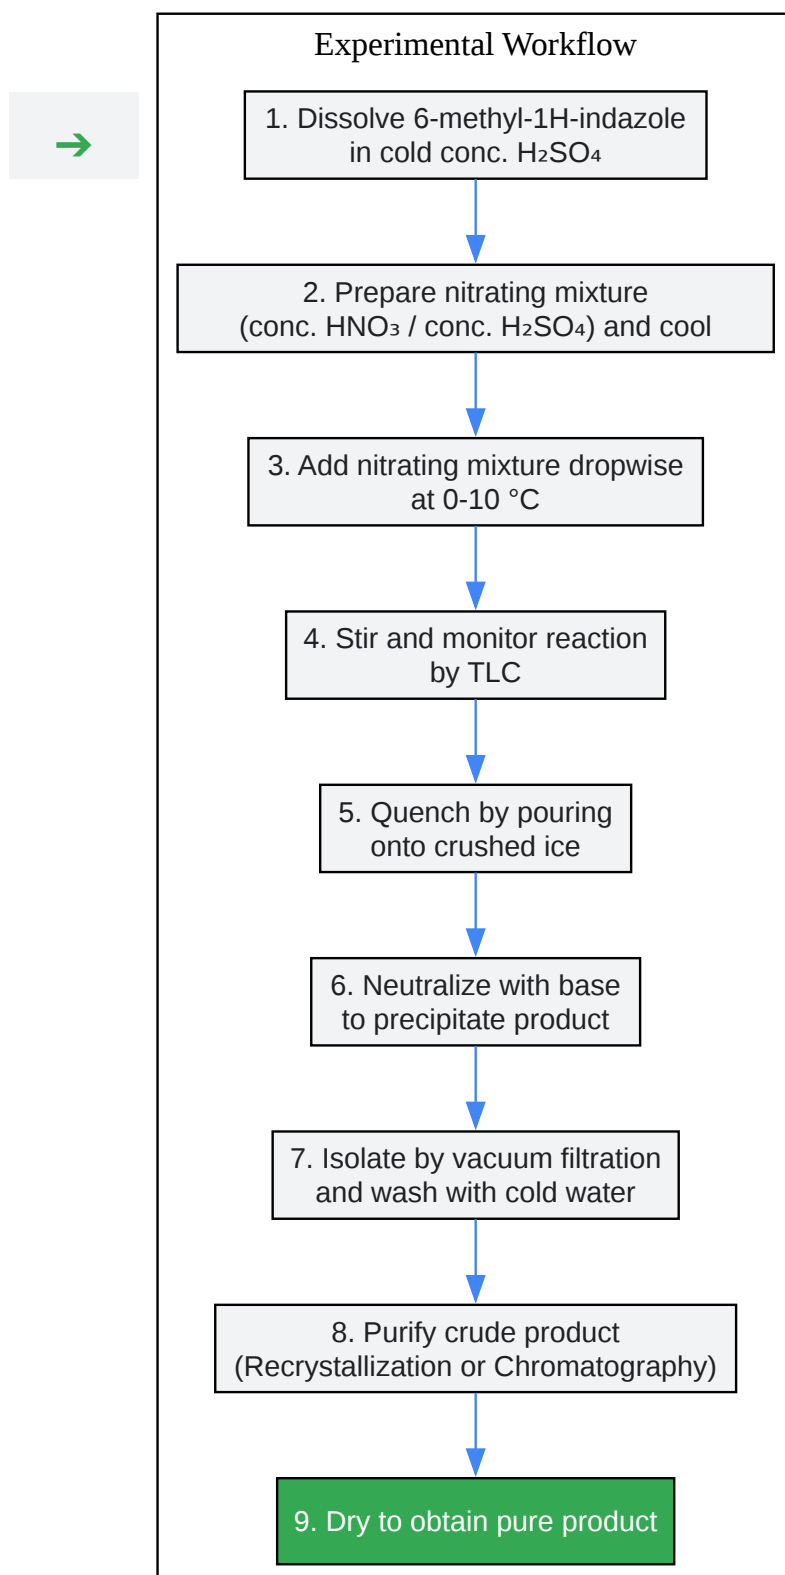 Experimental Workflow
1. Dissolve 6-methyl-1H-indazole
in cold conc. H₂SO₄
2. Prepare nitrating mixture
(conc. HNO₃ / conc. H₂SO₄) and cool
3. Add nitrating mixture dropwise
at 0-10 °C
4. Stir and monitor reaction
by TLC
5. Quench by pouring
onto crushed ice
6. Neutralize with base
to precipitate product
7. Isolate by vacuum filtration
and wash with cold water
8. Purify crude product
(Recrystallization or Chromatography)
9. Dry to obtain pure product